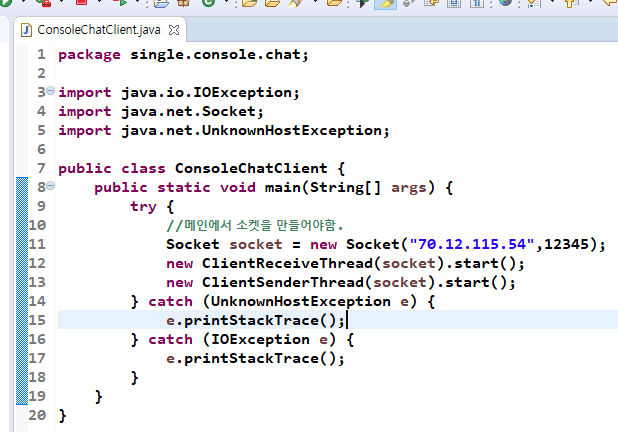 ConsoleChatClient.java
1 package single.console.chat;
2
3 import java.io.IOException;
4 import java.net.Socket;
5 import java.net.UnknownHostException;
6
7 public class ConsoleChatClient {
8 public static void main(String[] args) {
9 try {
10 //메인에서 소켓을 만들어야함.
11 Socket socket = new Socket("70.12.115.54",12345);
12 new ClientReceiveThread(socket).start();
13 new ClientSenderThread(socket).start();
14 } catch (UnknownHostException e) {
15 e.printStackTrace();
16 } catch (IOException e) {
17 e.printStackTrace();
18 }
19 }
20 }